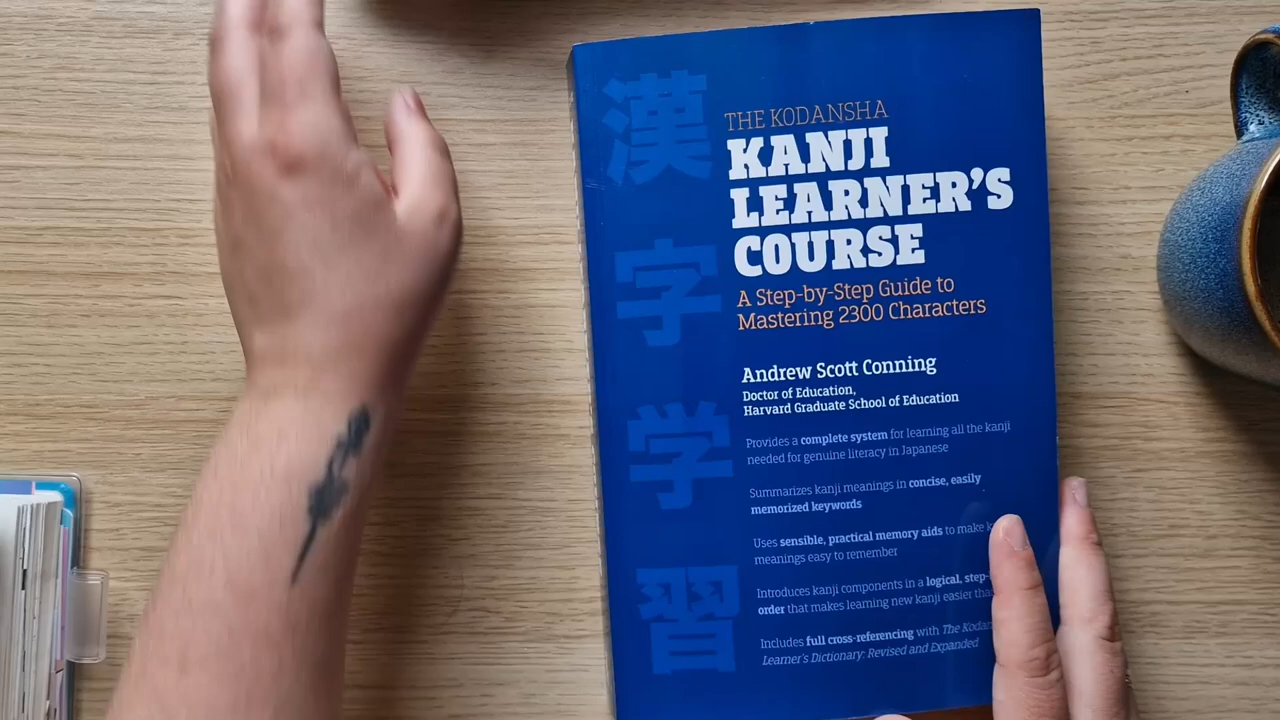 漢字学習
THE KODANSHA
KANJI
LEARNER'S
COURSE
A Step-by-Step Guide to
Mastering 2300 Characters
Andrew Scott Conning
Doctor of Education,
Harvard Graduate School of Education
Provides a complete system for learning all the kanji
needed for genuine literacy in Japanese
Summarizes kanji meanings in concise, easily
memorized keywords
Uses sensible, practical memory aids to make
meanings easy to remember
Introduces kanji components in a logical,
order that makes learning new kanji easier
Includes full cross-referencing with The
Learner's Dictionary: Revised and Expanded